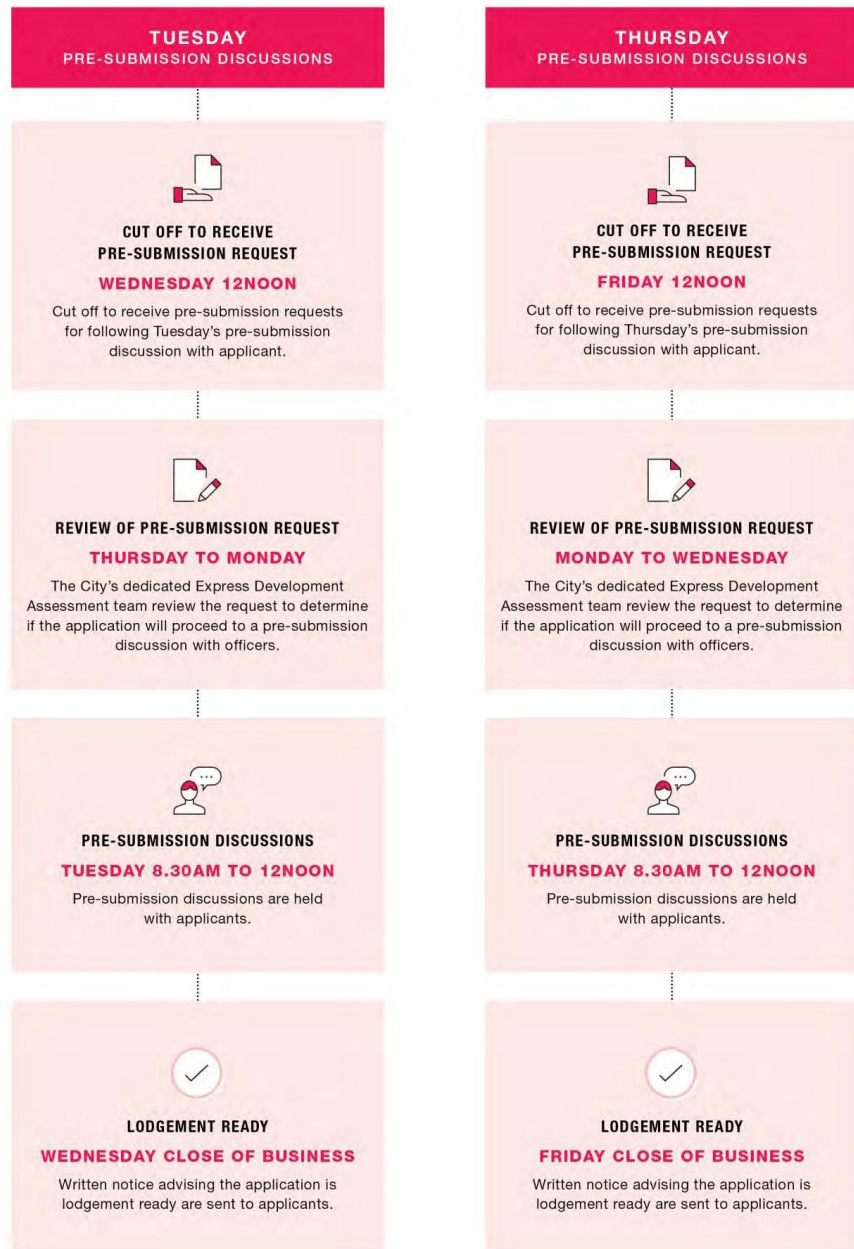 TUESDAY
PRE-SUBMISSION DISCUSSIONS
CUT OFF TO RECEIVE
PRE-SUBMISSION REQUEST
WEDNESDAY 12NOON
Cut off to receive pre-submission requests
for following Tuesday's pre-submission
discussion with applicant.
REVIEW OF PRE-SUBMISSION REQUEST
THURSDAY TO MONDAY
The City's dedicated Express Development
Assessment team review the request to determine
if the application will proceed to a pre-submission
discussion with officers.
PRE-SUBMISSION DISCUSSIONS
TUESDAY 8.30AM TO 12NOON
Pre-submission discussions are held
with applicants.
LODGEMENT READY
WEDNESDAY CLOSE OF BUSINESS
Written notice advising the application is
lodgement ready are sent to applicants.
THURSDAY
PRE-SUBMISSION DISCUSSIONS
CUT OFF TO RECEIVE
PRE-SUBMISSION REQUEST
FRIDAY 12NOON
Cut off to receive pre-submission requests
for following Thursday's pre-submission
discussion with applicant.
REVIEW OF PRE-SUBMISSION REQUEST
MONDAY TO WEDNESDAY
The City's dedicated Express Development
Assessment team review the request to determine
if the application will proceed to a pre-submission
discussion with officers.
PRE-SUBMISSION DISCUSSIONS
THURSDAY 8.30AM TO 12NOON
Pre-submission discussions are held
with applicants.
LODGEMENT READY
FRIDAY CLOSE OF BUSINESS
Written notice advising the application is
lodgement ready are sent to applicants.